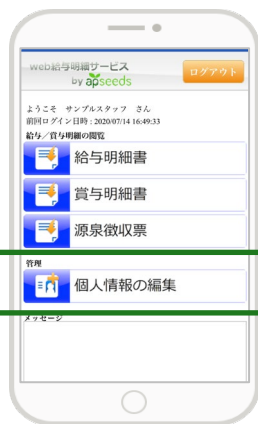 web給与明細サービス
by apseeds
ログアウト
ようこそ サンプルスタッフ さん
前回ログイン日時 : 2020/07/14 16:49:33
給与／賞与明細の閲覧
給与明細書
賞与明細書
源泉徴収票
管理
個人情報の編集
メッセージ